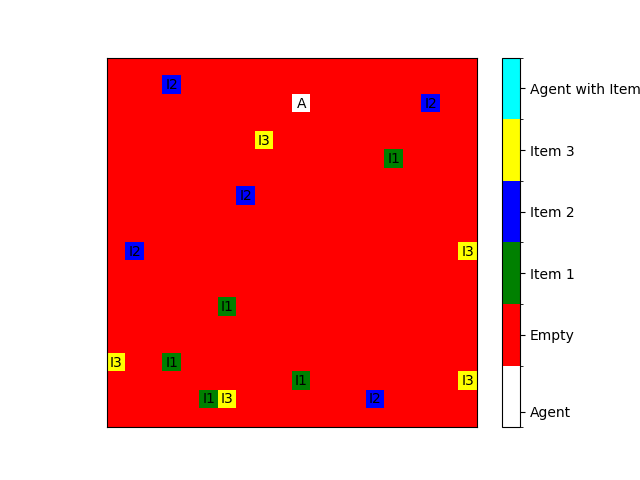 I2
A
I2
I3
I1
I2
I2
I3
I1
I3
I1
I1
I3
I1
I3
I2
Agent with Item
Item 3
Item 2
Item 1
Empty
Agent